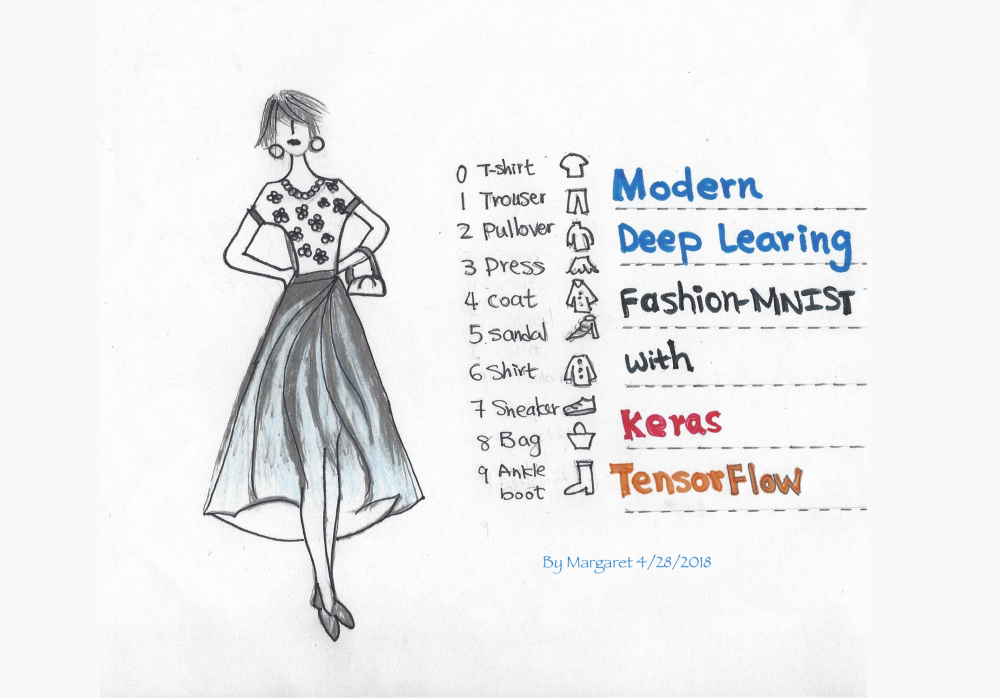 0 T-shirt
1 Trouser
2 Pullover
3 Press
4 coat
5 sandal
6 Shirt
7 Sneaker
8 Bag
9 Ankle
boot
Modern
Deep Learing
Fashion-MNIST
with
Keras
TensorFlow
By Margaret 4/28/2018